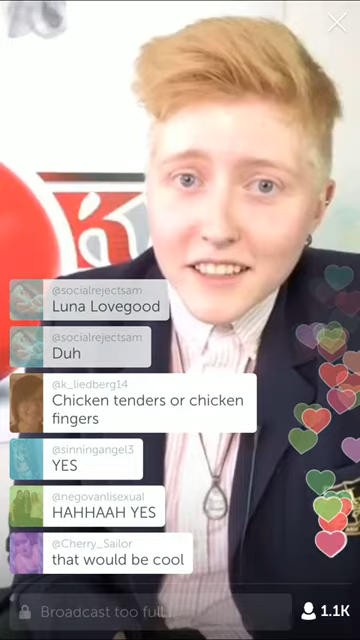 @socialrejectsam
Luna Lovegood
@socialrejectsam
Duh
@k_liedberg14
Chicken tenders or chicken
fingers
@sinningangel3
YES
@negovanlisexual
HAHHAAH YES
@Cherry_Sailor
that would be cool
Broadcast too full...
1.1K